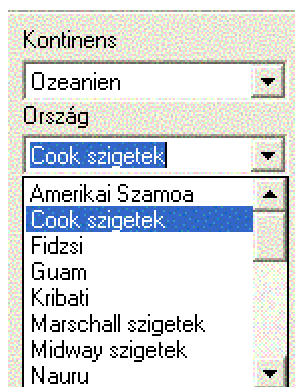 Kontinens
Ozeanien
Ország
Cook szigetek
Amerikai Szamoa
Cook szigetek
Fidzsi
Guam
Kribati
Marschall szigetek
Midway szigetek
Nauru